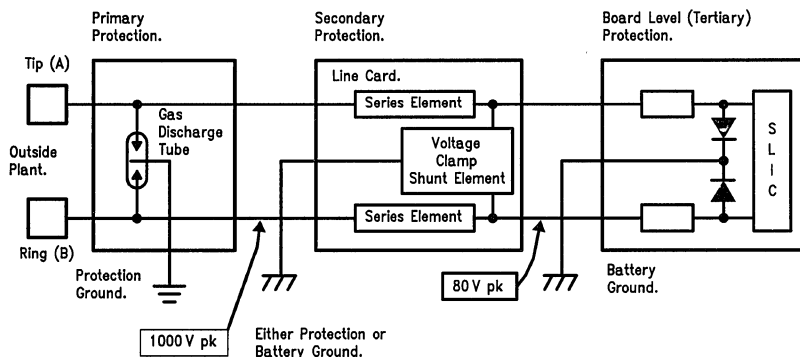 Primary
Protection.
Secondary
Protection.
Board Level (Tertiary)
Protection.
Tip (A)
Line Card.
Series Element
Gas
Discharge
Tube
Voltage
Clamp
Shunt Element
S
L
I
C
Outside
Plant.
Series Element
Ring (B)
Protection
Ground.
80 V pk
Battery
Ground.
1000 V pk
Either Protection or
Battery Ground.